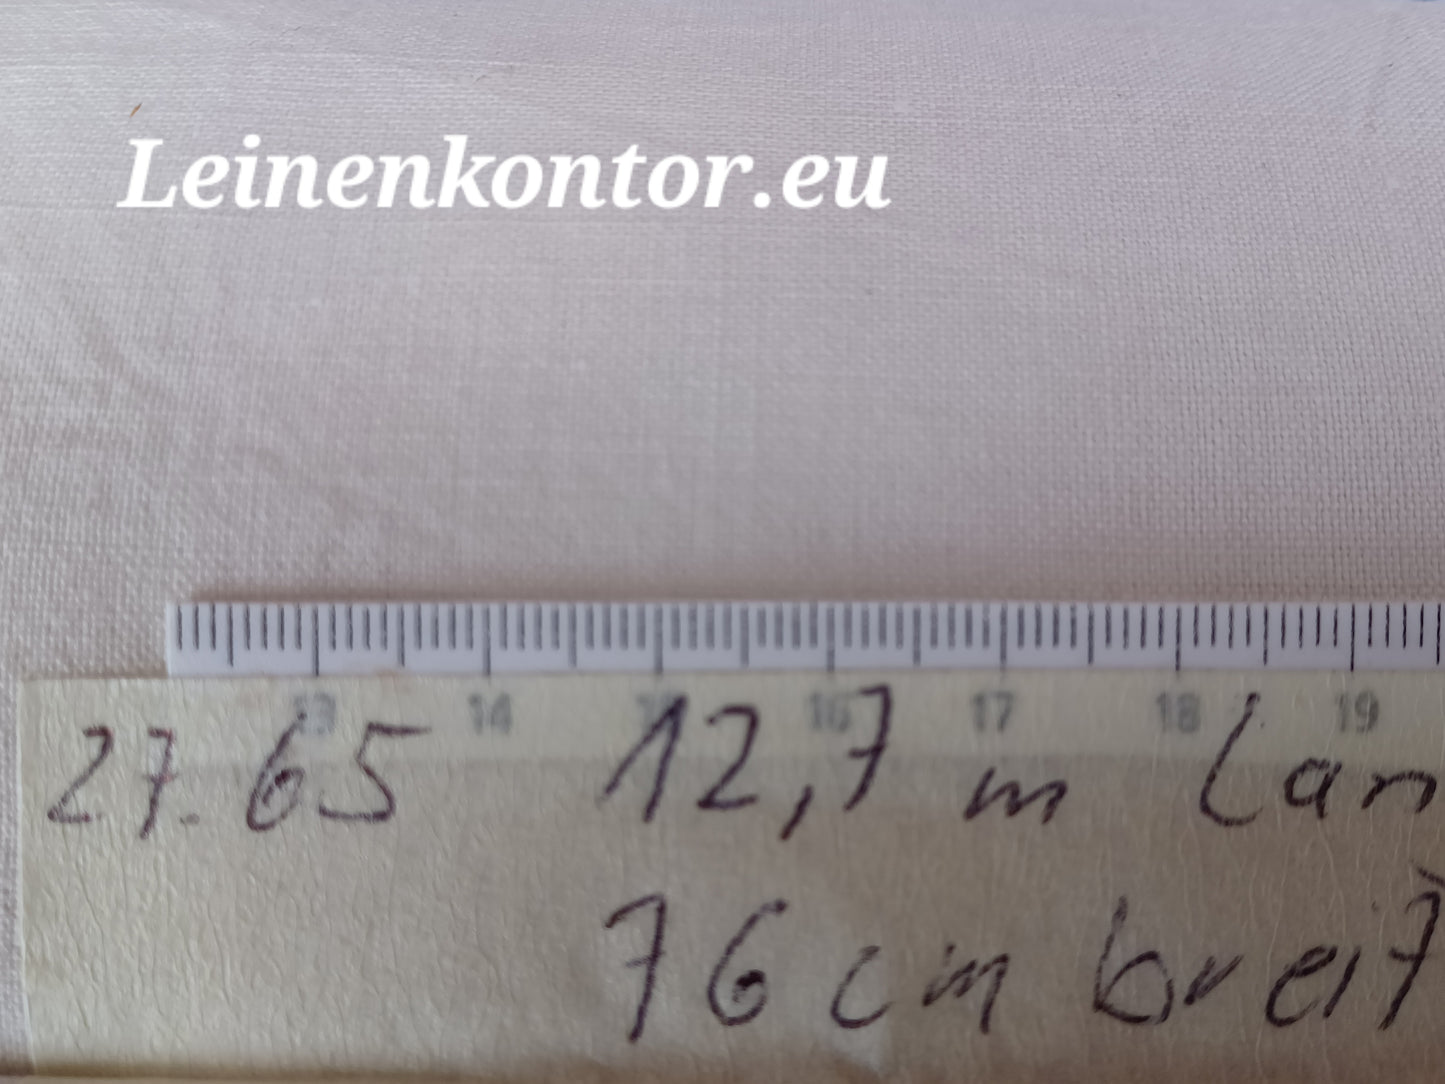 Leinenkontor.eu
13 14 15 16 17 18 19
27.65 12,7 m Lan
76 cm breit